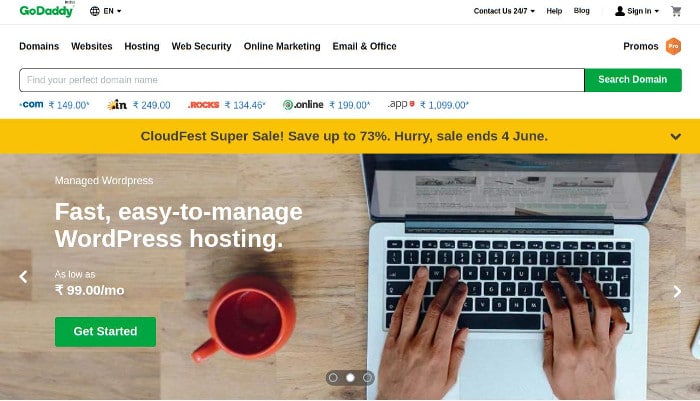 GoDaddy
EN
Contact Us 24/7
Help
Blog
Sign In
Domains
Websites
Hosting
Web Security
Online Marketing
Email & Office
Promos
Pro
Find your perfect domain name
Search Domain
.com ₹ 149.00*
.in ₹ 249.00
.ROCKS ₹ 134.46*
.online ₹ 199.00*
.app ₹ 1,099.00*
CloudFest Super Sale! Save up to 73%. Hurry, sale ends 4 June.
Managed Wordpress
Fast, easy-to-manage
WordPress hosting.
As low as
₹ 99.00/mo
Get Started